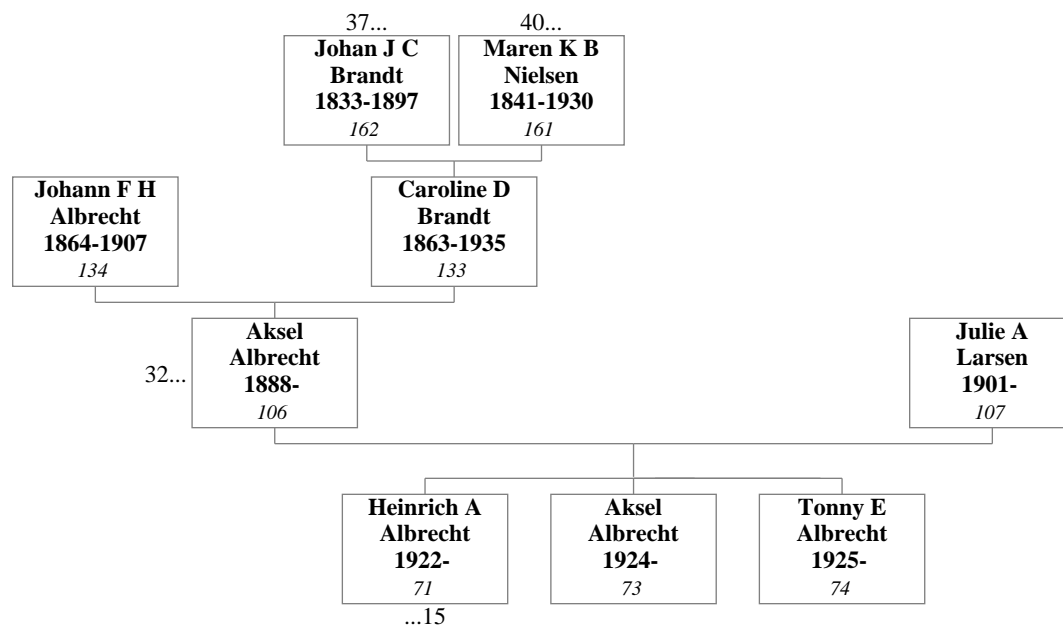 37...
Johan J C
Brandt
1833-1897
162
40...
Maren K B
Nielsen
1841-1930
161
Johann F H
Albrecht
1864-1907
134
Caroline D
Brandt
1863-1935
133
32...
Aksel
Albrecht
1888-
106
Julie A
Larsen
1901-
107
Heinrich A
Albrecht
1922-
71
...15
Aksel
Albrecht
1924-
73
Tonny E
Albrecht
1925-
74